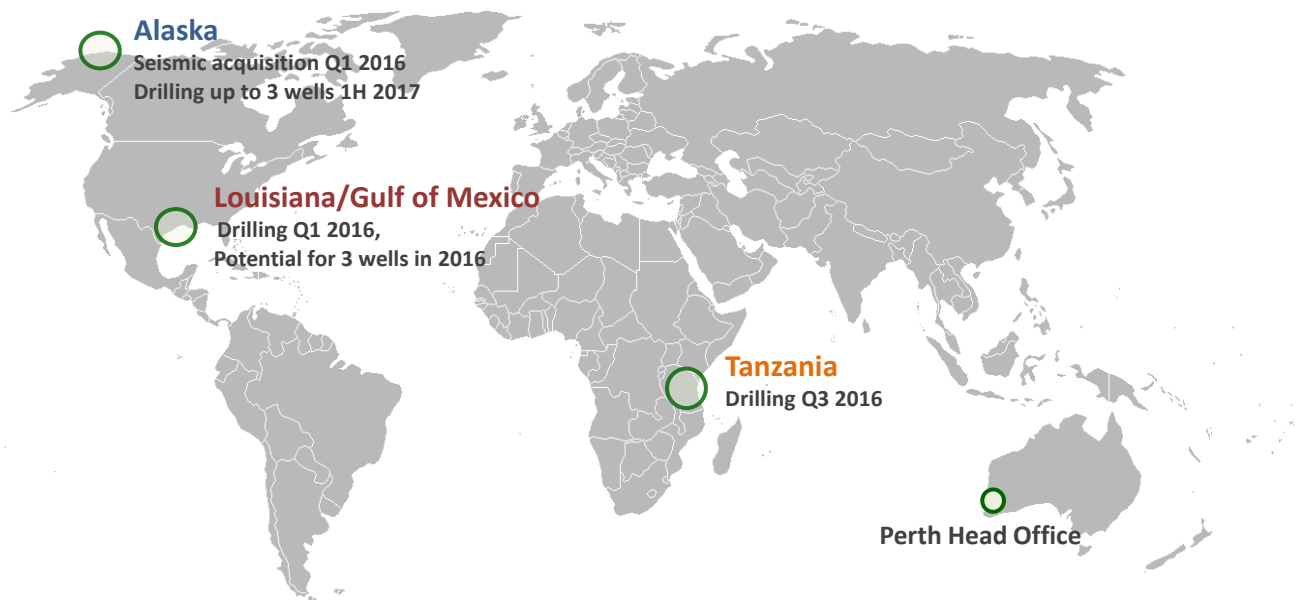 Alaska
Seismic acquisition Q1 2016
Drilling up to 3 wells 1H 2017
Louisiana/Gulf of Mexico
Drilling Q1 2016,
Potential for 3 wells in 2016
Tanzania
Drilling Q3 2016
Perth Head Office